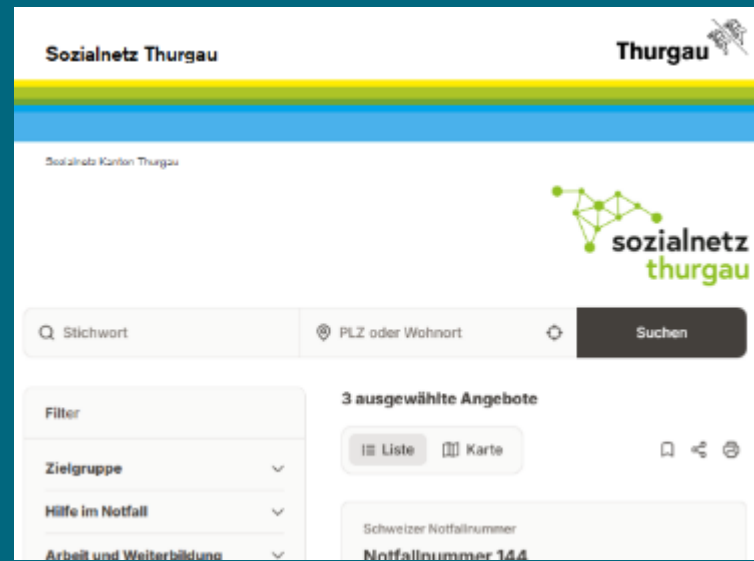 Sozialnetz Thurgau
Thurgau
Sozialnetz Kanton Thurgau
sozialnetz
thurgau
Stichwort
PLZ oder Wohnort
Suchen
Filter
3 ausgewählte Angebote
Liste
Karte
Zielgruppe
Hilfe im Notfall
Schweizer Notfallnummer
Arbeit und Weiterbildung
Notfallnummer 144